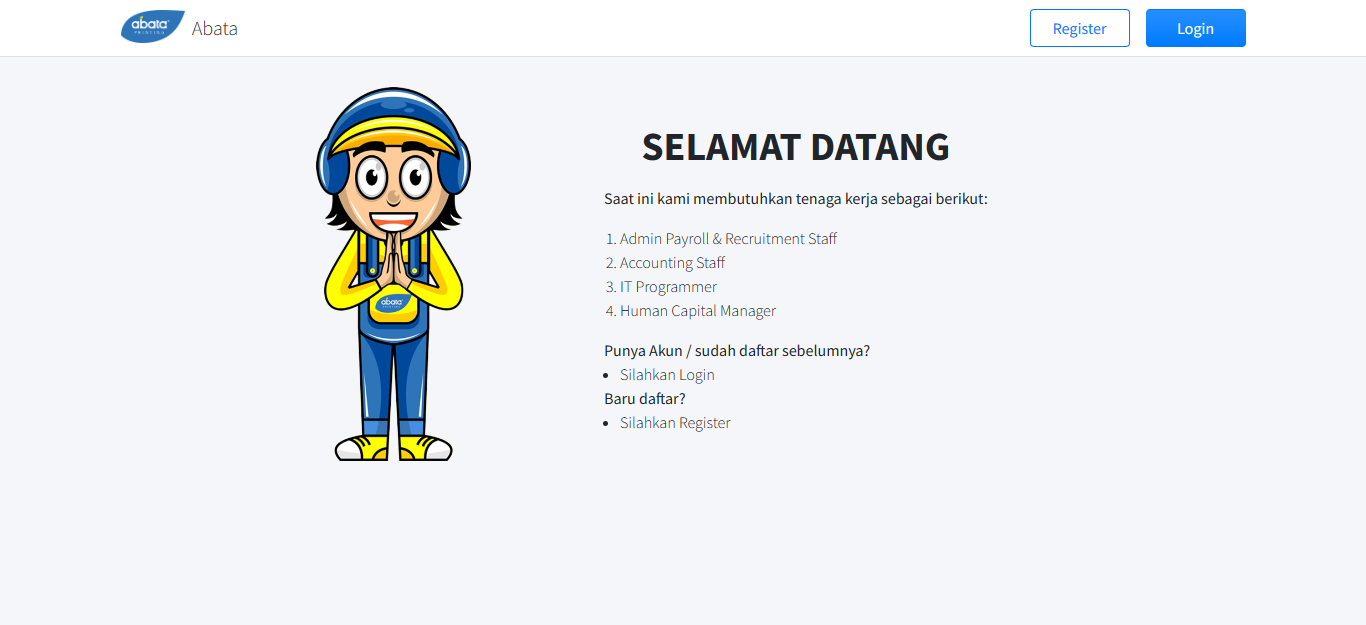 abata
PRINTING
Abata
Register
Login
SELAMAT DATANG
Saat ini kami membutuhkan tenaga kerja sebagai berikut:
1. Admin Payroll & Recruitment Staff
2. Accounting Staff
3. IT Programmer
4. Human Capital Manager
abata
Punya Akun / sudah daftar sebelumnya?
• Silahkan Login
Baru daftar?
• Silahkan Register